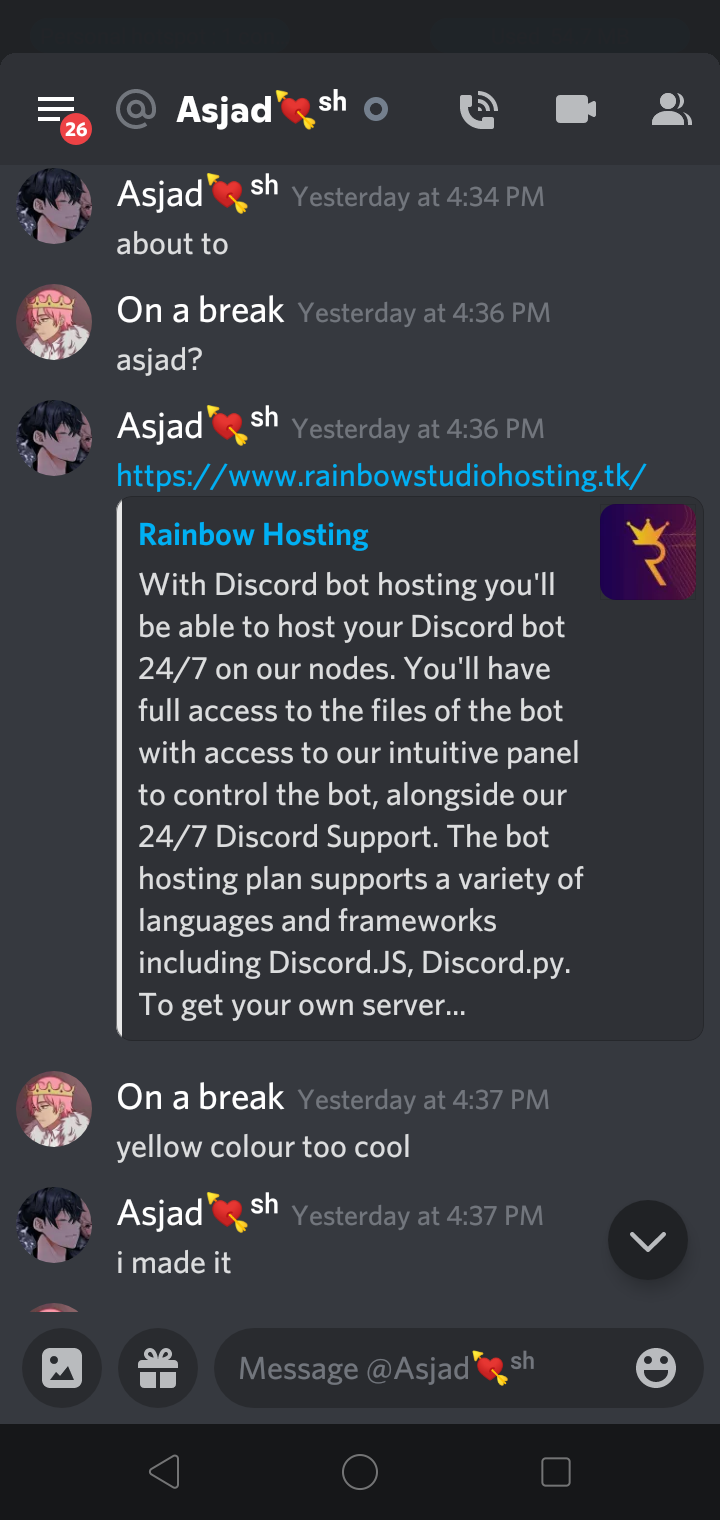 26
@ Asjad💘ˢʰ
Asjad💘ˢʰ Yesterday at 4:34 PM
about to
On a break Yesterday at 4:36 PM
asjad?
Asjad💘ˢʰ Yesterday at 4:36 PM
https://www.rainbowstudiohosting.tk/
Rainbow Hosting
R
With Discord bot hosting you'll
be able to host your Discord bot
24/7 on our nodes. You'll have
full access to the files of the bot
with access to our intuitive panel
to control the bot, alongside our
24/7 Discord Support. The bot
hosting plan supports a variety of
languages and frameworks
including Discord.JS, Discord.py.
To get your own server...
On a break Yesterday at 4:37 PM
yellow colour too cool
Asjad💘ˢʰ Yesterday at 4:37 PM
i made it
Message @Asjad💘ˢʰ